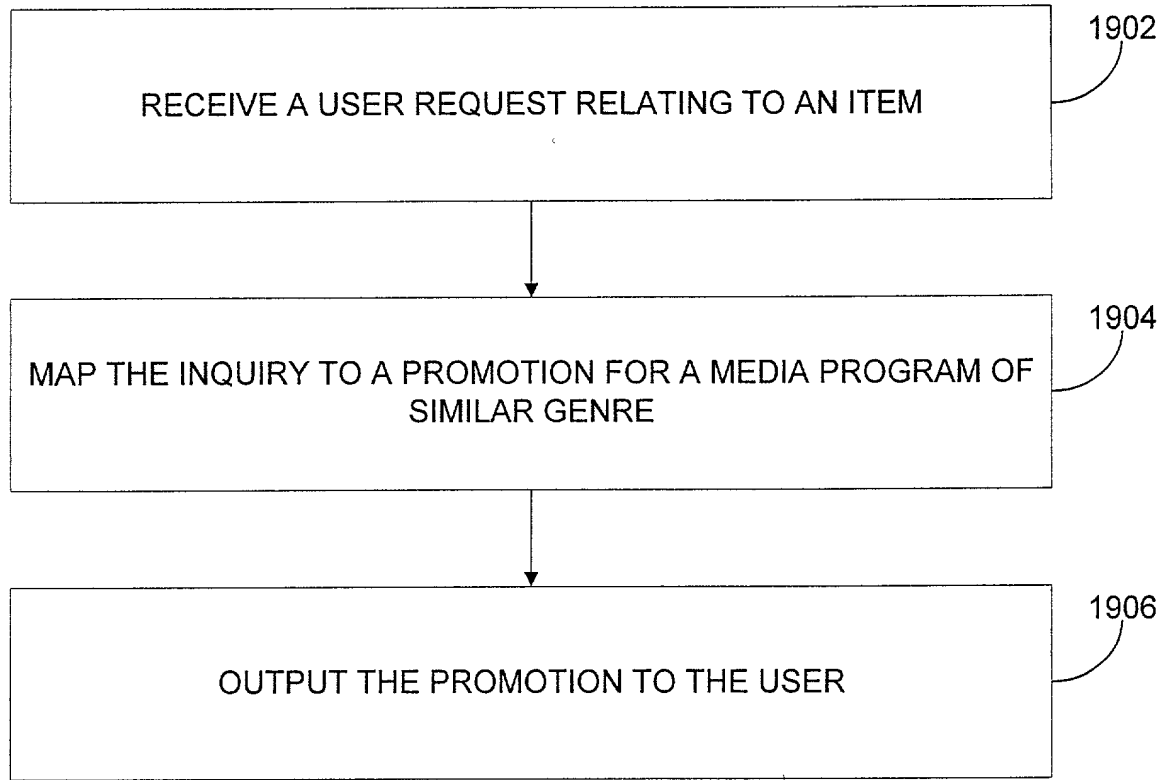 1902
RECEIVE A USER REQUEST RELATING TO AN ITEM
1904
MAP THE INQUIRY TO A PROMOTION FOR A MEDIA PROGRAM OF
SIMILAR GENRE
1906
OUTPUT THE PROMOTION TO THE USER